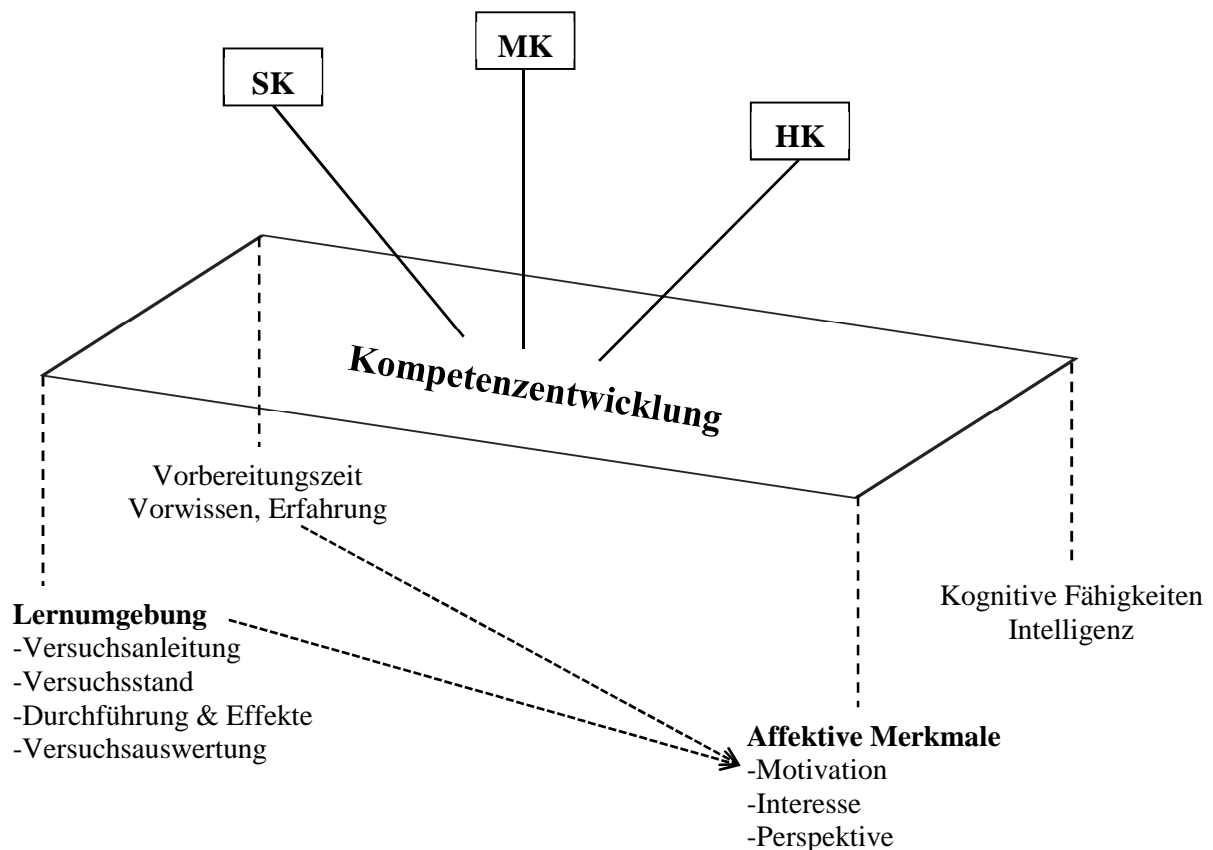 MK
SK
HK
Kompetenzentwicklung
Vorbereitungszeit
Vorwissen, Erfahrung
Lernumgebung
-Versuchsanleitung
-Versuchsstand
-Durchführung & Effekte
-Versuchsauswertung
Kognitive Fähigkeiten
Intelligenz
Affektive Merkmale
-Motivation
-Interesse
-Perspektive